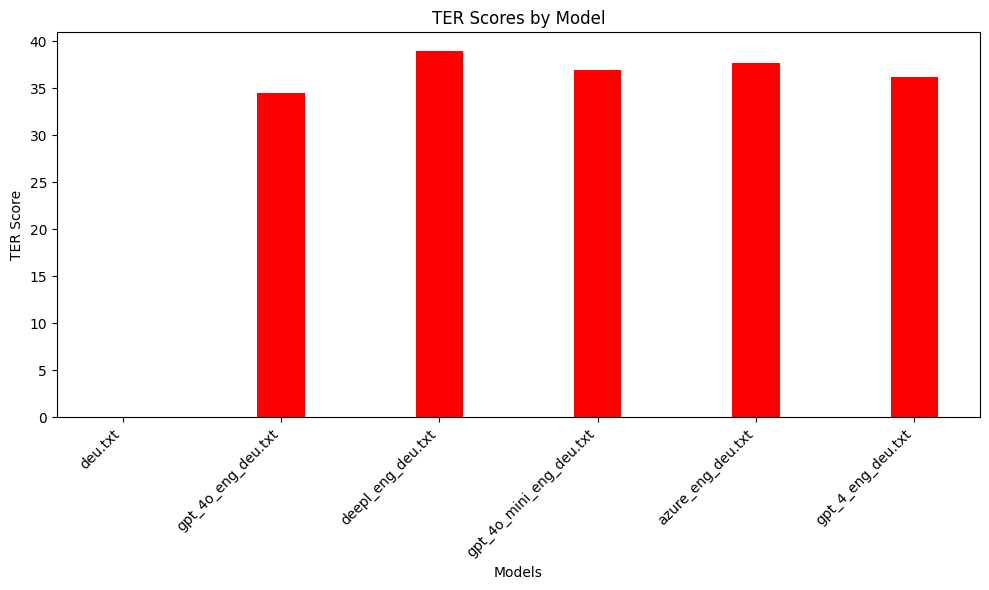 TER Scores by Model
TER Score
40
35
30
25
20
15
10
5
0
deu.txt
gpt_4o_eng_deu.txt
deepl_eng_deu.txt
gpt_4o_mini_eng_deu.txt
azure_eng_deu.txt
gpt_4_eng_deu.txt
Models